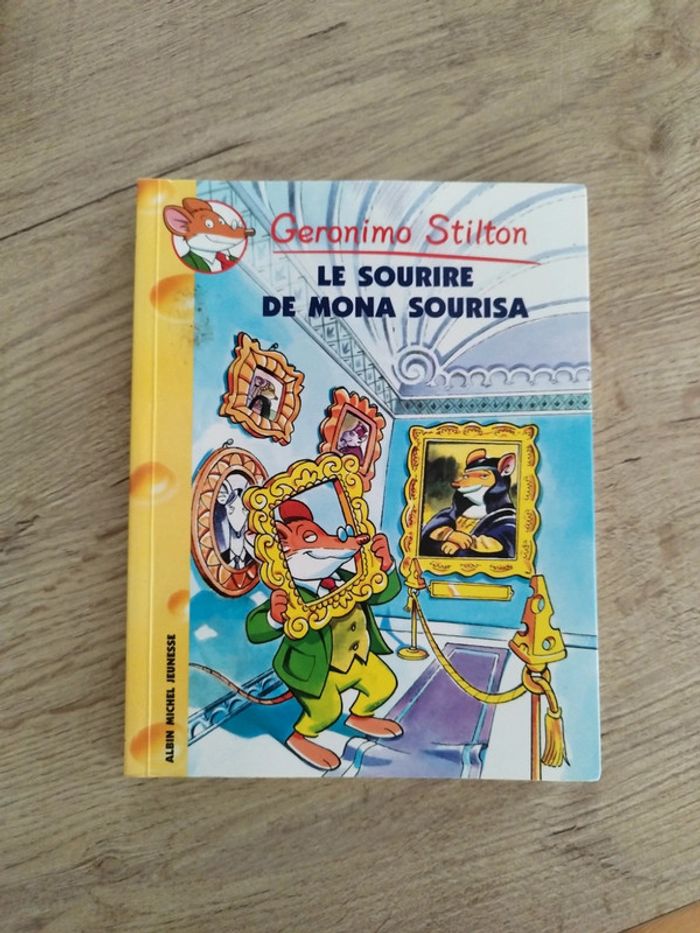 Geronimo Stilton
LE SOURIRE
DE MONA SOURISA
ALBIN MICHEL JEUNESSE